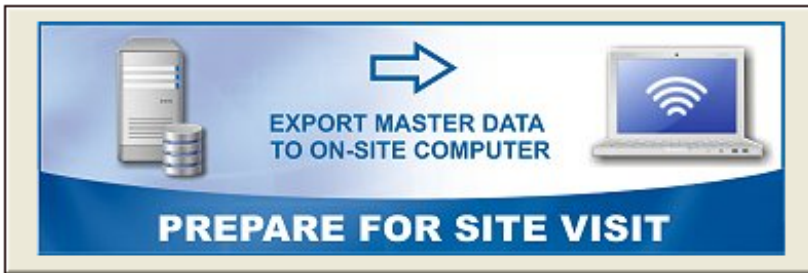 EXPORT MASTER DATA
TO ON-SITE COMPUTER
PREPARE FOR SITE VISIT